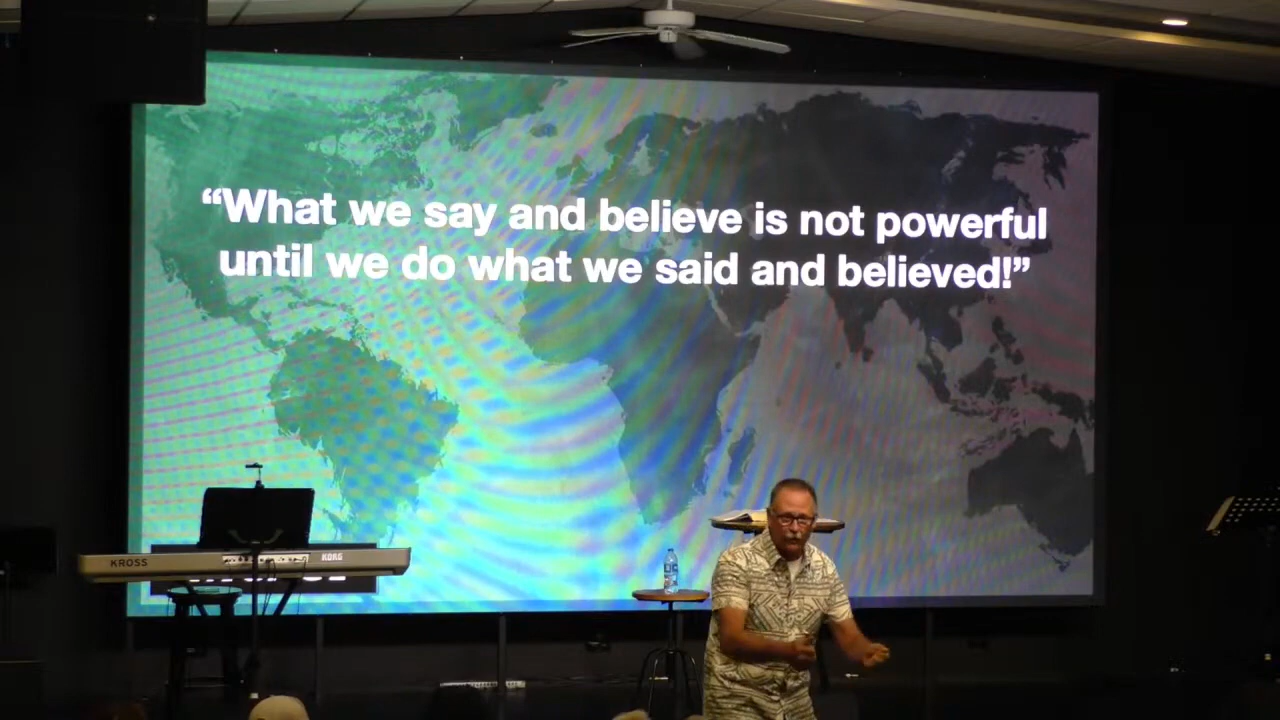 “What we say and believe is not powerful
until we do what we said and believed!”
KROSS
KORG